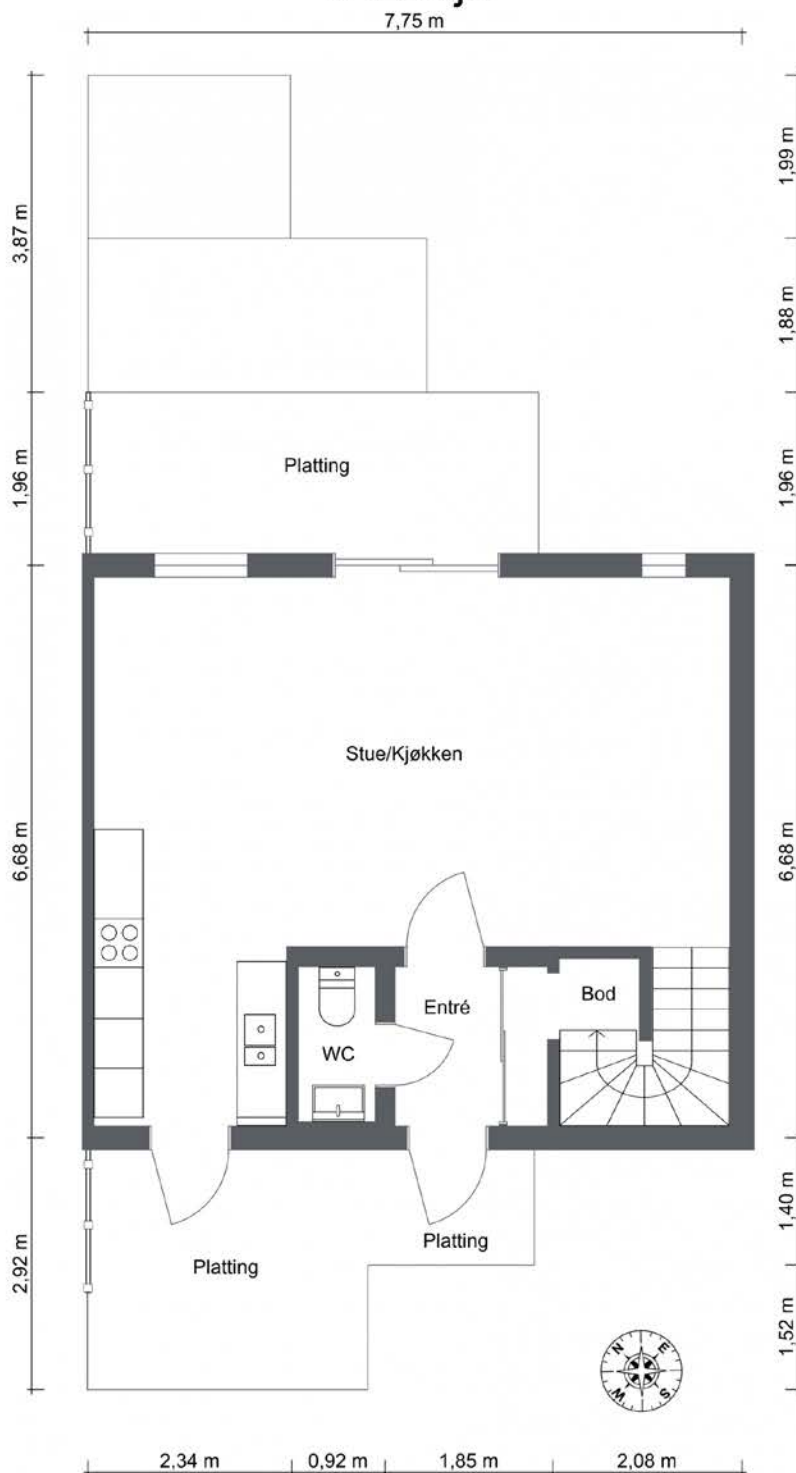 7,75 m
1,99 m
3,87 m
1,88 m
Platting
1,96 m
1,96 m
Stue/Kjøkken
6,68 m
6,68 m
Bod
Entré
WC
1,40 m
Platting
Platting
2,92 m
1,52 m
N
E
W
S
2,34 m
0,92 m
1,85 m
2,08 m